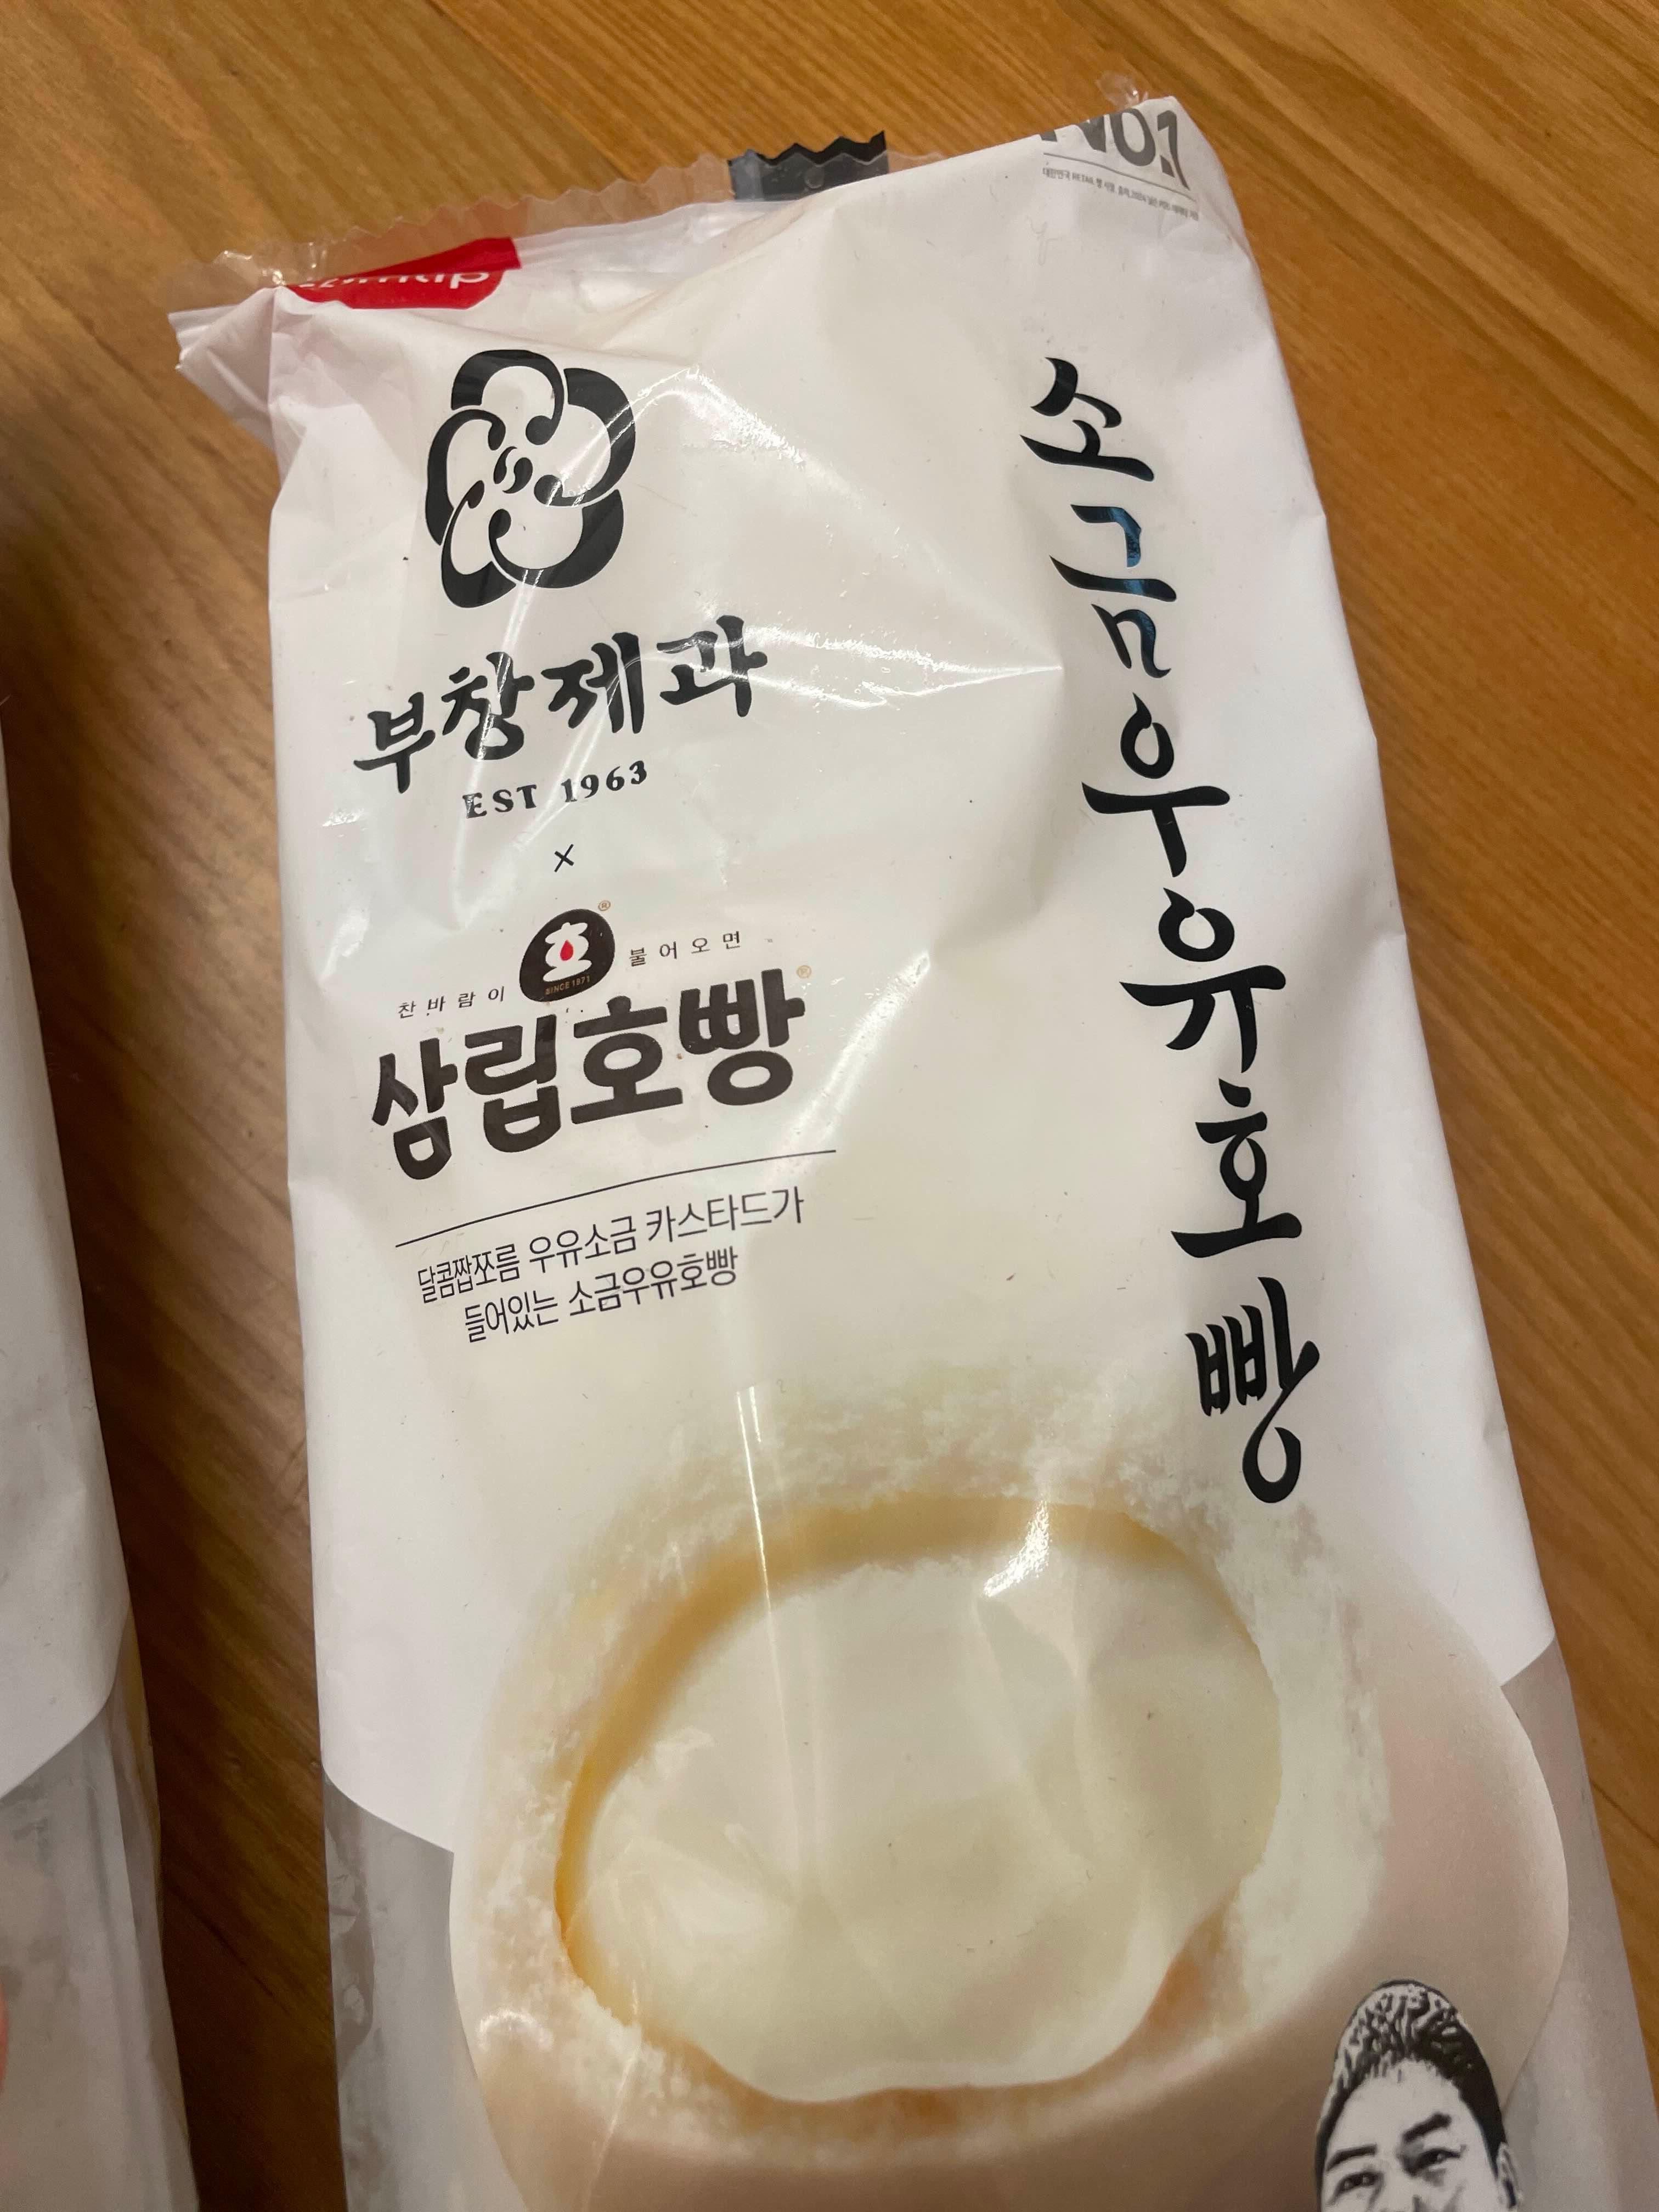 No.1
부창제과
EST 1963
×
찬바람이 호 불어오면
SINCE 1971
삼립호빵
달콤짭쪼름 우유소금 카스타드가
들어있는 소금우유호빵
소금우유호빵